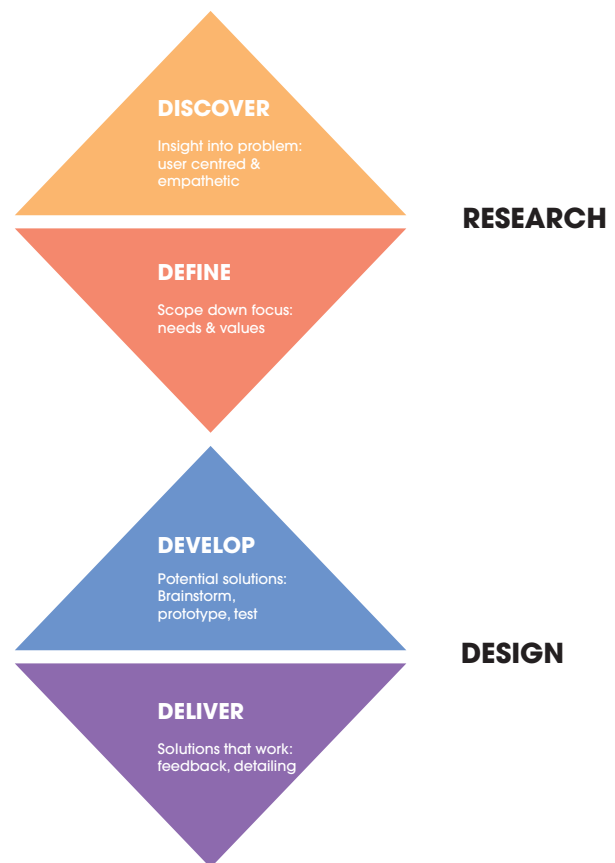 DISCOVER
Insight into problem:
user centred &
empathetic
RESEARCH
DEFINE
Scope down focus:
needs & values
DEVELOP
Potential solutions:
Brainstorm,
prototype, test
DESIGN
DELIVER
Solutions that work:
feedback, detailing